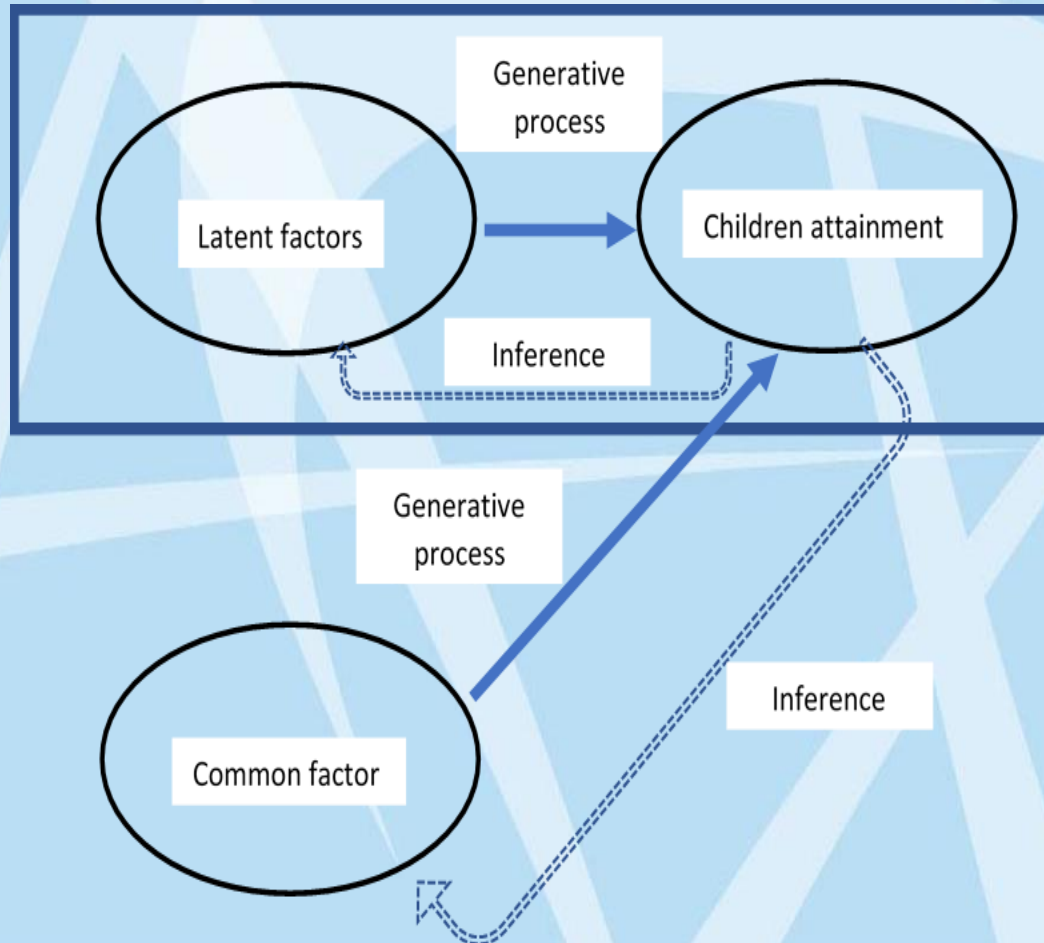 Generative
process
Latent factors
Children attainment
Inference
Generative
process
Inference
Common factor